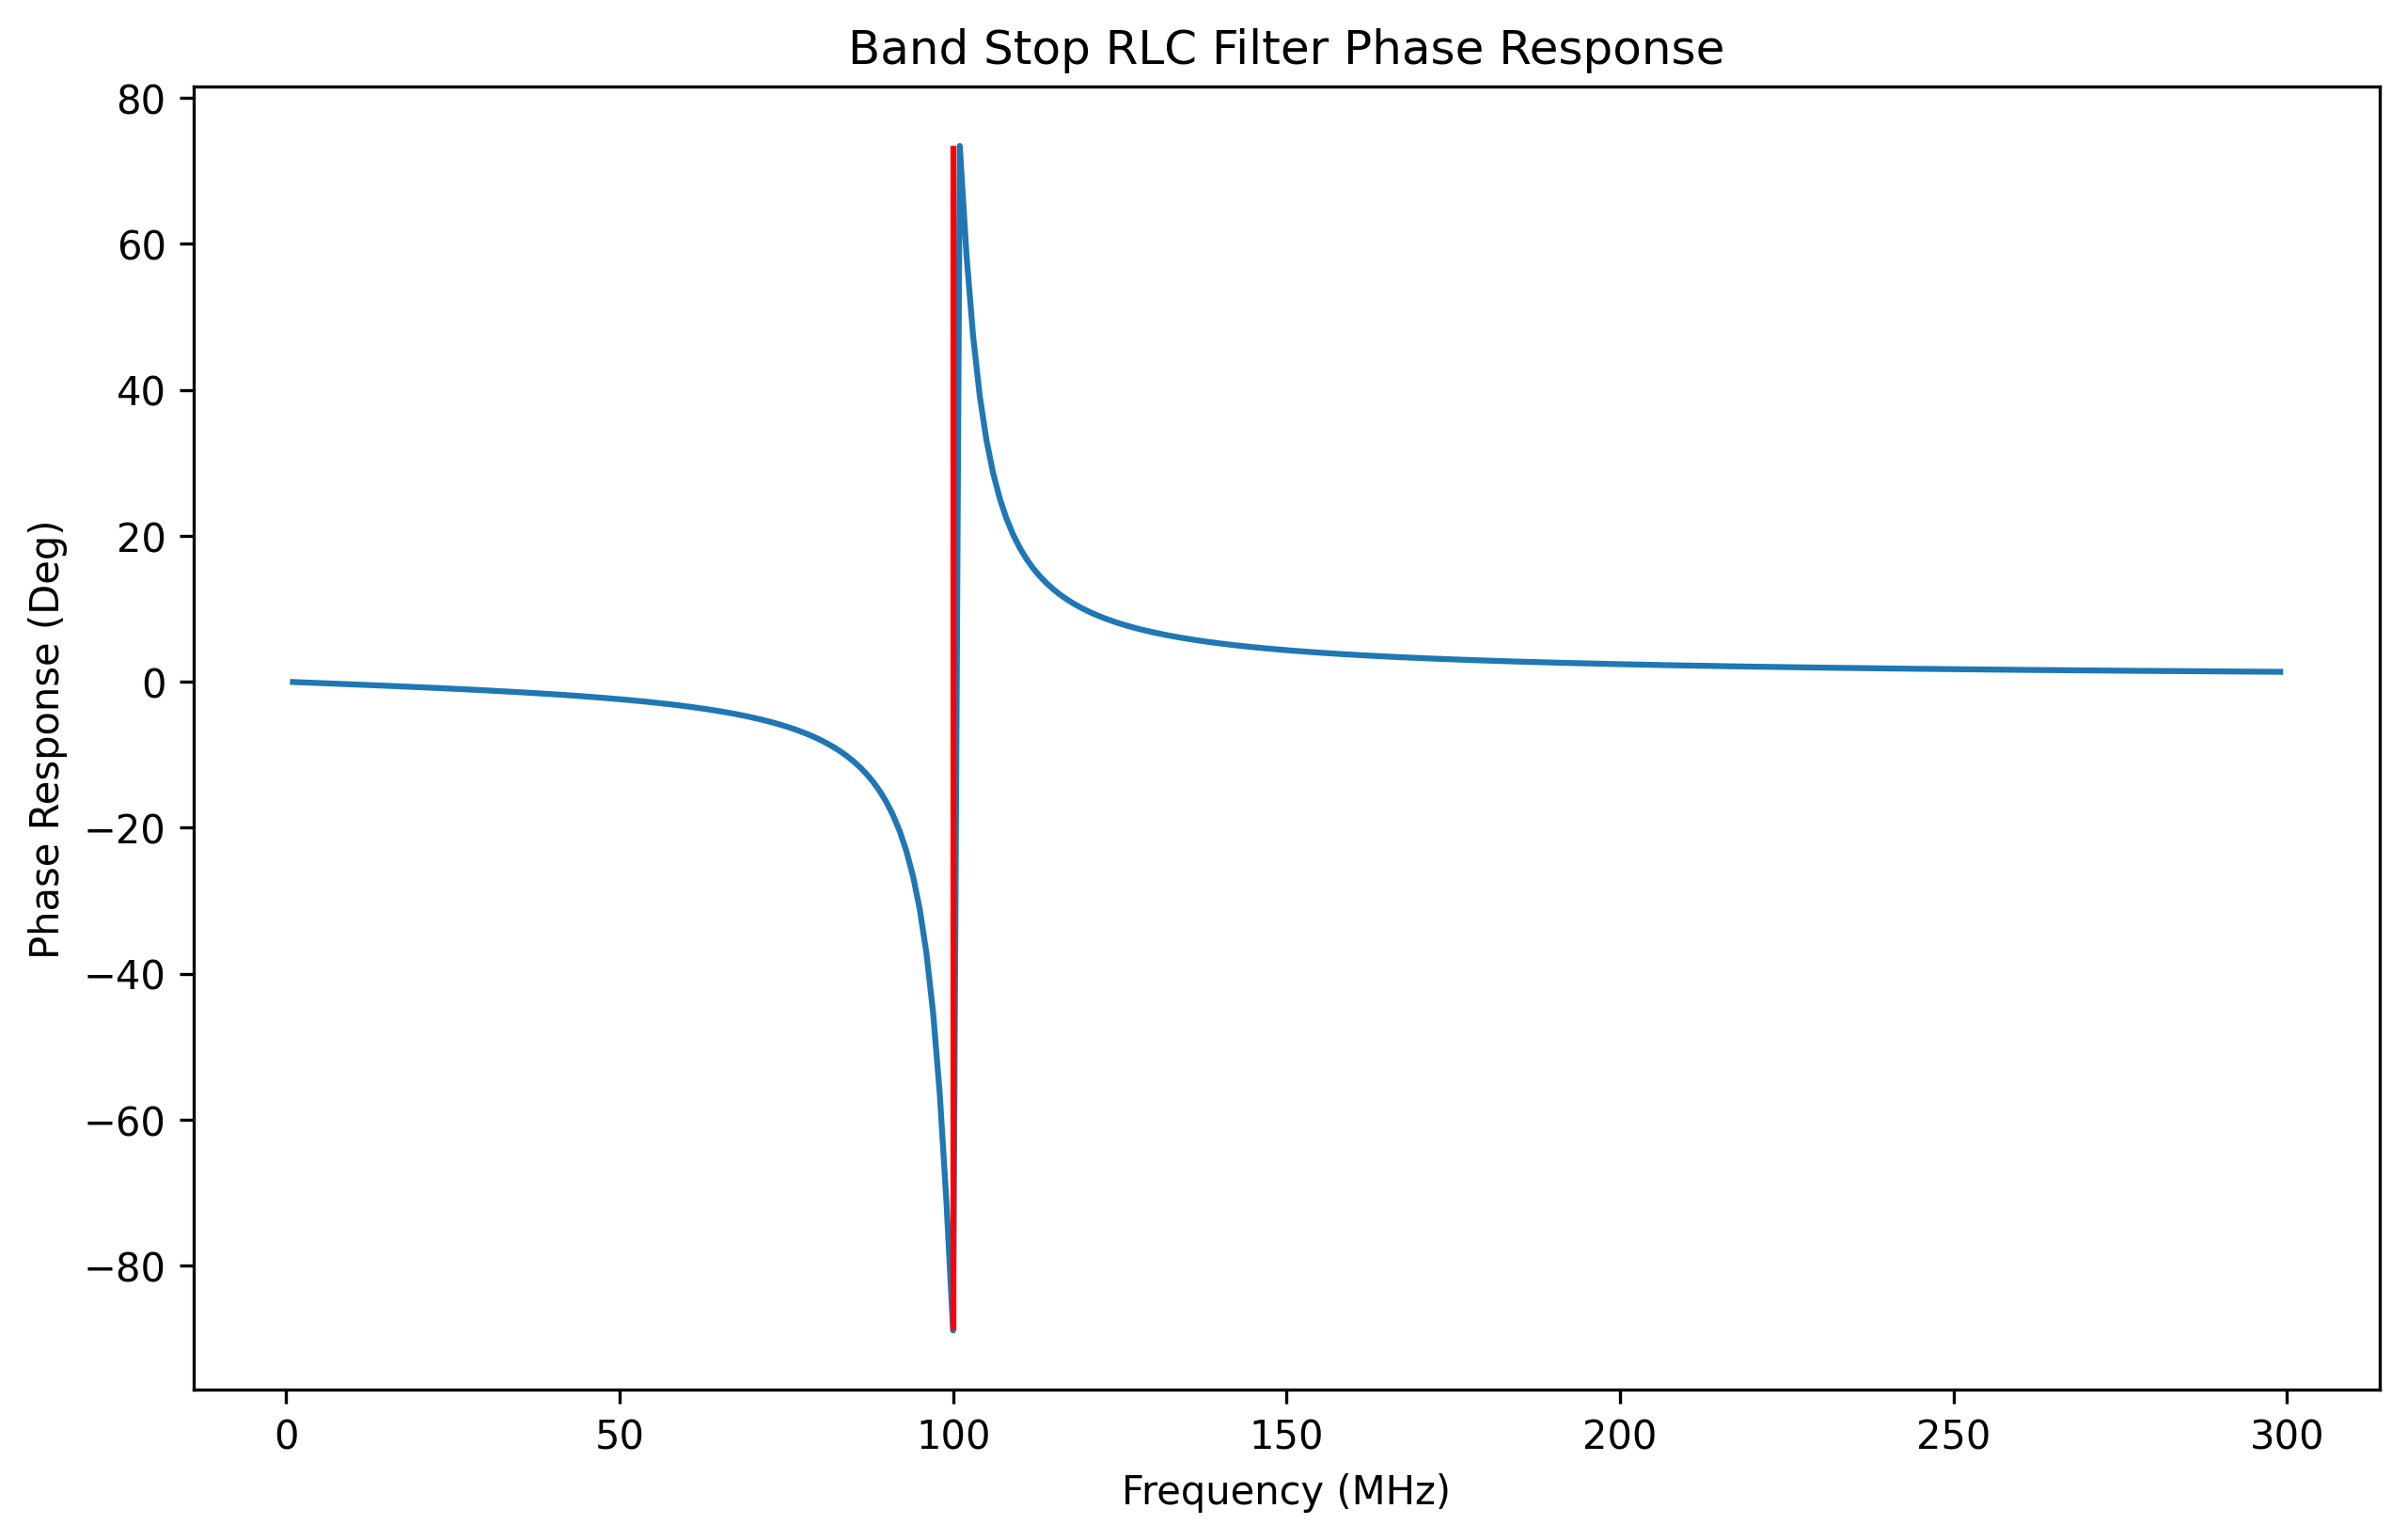 Band Stop RLC Filter Phase Response
80
60
40
20
0
−20
−40
−60
−80
Phase Response (Deg)
0 50 100 150 200 250 300
Frequency (MHz)